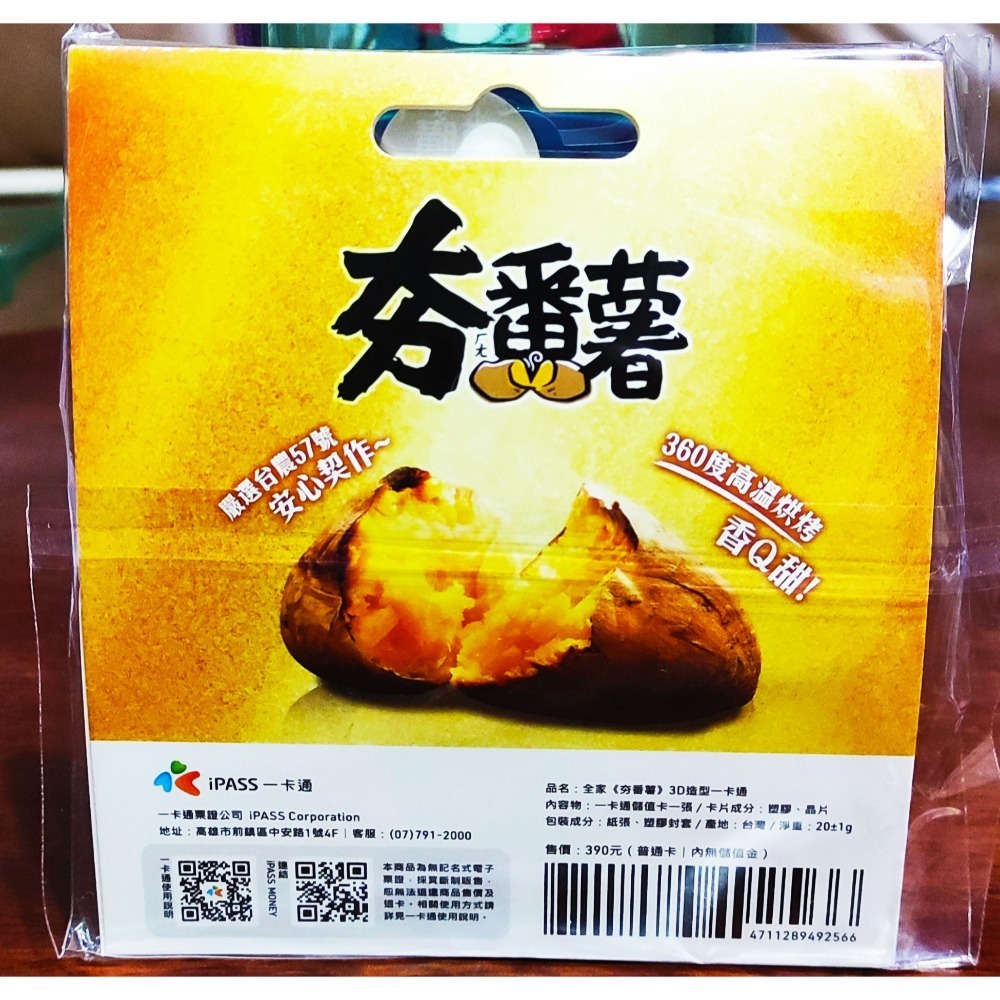 夯番薯
ㄏㄤ
嚴選台農57號
安心契作~
360度高溫烘烤
香Q甜!
iPASS 一卡通
一卡通票證公司 iPASS Corporation
地址：高雄市前鎮區中安路1號4F｜客服：(07)791-2000
一卡通使用說明
連結
iPASS MONEY
本商品為無記名式電子
票證，採買斷制販售，
恕無法退還商品售價及
退卡。相關使用方式請
詳見一卡通使用說明。
品名：全家《夯番薯》3D造型一卡通
內容物：一卡通儲值卡一張/卡片成分：塑膠、晶片
包裝成分：紙張、塑膠封套/產地：台灣/淨重：20±1g
售價：390元（普通卡｜內無儲值金）
4711289492566